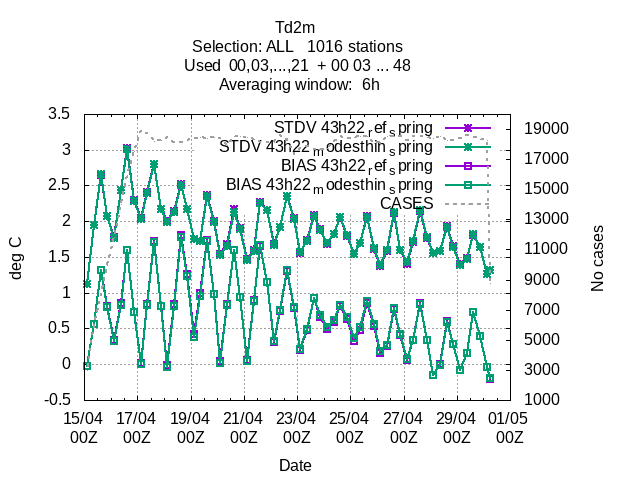 Td2m
Selection: ALL   1016 stations
Used  00,03,...,21  + 00 03 ... 48
Averaging window:  6h
STDV 43h22_ref_spring
STDV 43h22_modesthin_spring
BIAS 43h22_ref_spring
BIAS 43h22_modesthin_spring
CASES
3.5
3
2.5
2
1.5
1
0.5
0
-0.5
deg C
19000
17000
15000
13000
11000
9000
7000
5000
3000
1000
No cases
15/04 17/04 19/04 21/04 23/04 25/04 27/04 29/04 01/05
00Z 00Z 00Z 00Z 00Z 00Z 00Z 00Z 00Z
Date